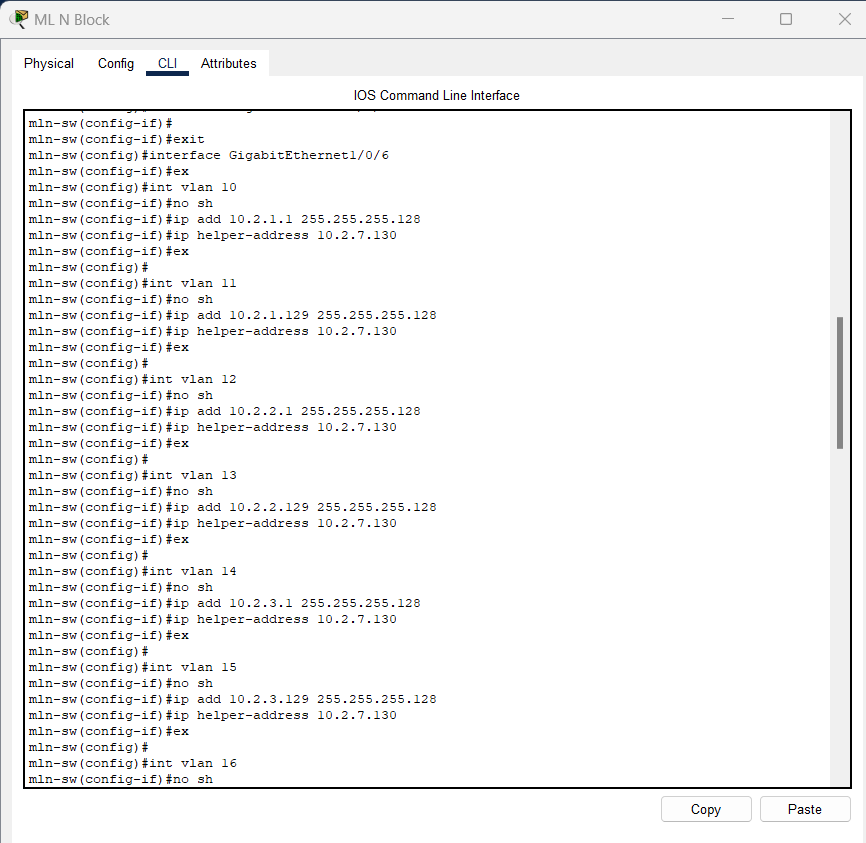 ML N Block
Physical Config CLI Attributes
IOS Command Line Interface
mln-sw(config-if)#
mln-sw(config-if)#exit
mln-sw(config)#interface GigabitEthernet1/0/6
mln-sw(config-if)#ex
mln-sw(config)#int vlan 10
mln-sw(config-if)#no sh
mln-sw(config-if)#ip add 10.2.1.1 255.255.255.128
mln-sw(config-if)#ip helper-address 10.2.7.130
mln-sw(config-if)#ex
mln-sw(config)#
mln-sw(config)#int vlan 11
mln-sw(config-if)#no sh
mln-sw(config-if)#ip add 10.2.1.129 255.255.255.128
mln-sw(config-if)#ip helper-address 10.2.7.130
mln-sw(config-if)#ex
mln-sw(config)#
mln-sw(config)#int vlan 12
mln-sw(config-if)#no sh
mln-sw(config-if)#ip add 10.2.2.1 255.255.255.128
mln-sw(config-if)#ip helper-address 10.2.7.130
mln-sw(config-if)#ex
mln-sw(config)#
mln-sw(config)#int vlan 13
mln-sw(config-if)#no sh
mln-sw(config-if)#ip add 10.2.2.129 255.255.255.128
mln-sw(config-if)#ip helper-address 10.2.7.130
mln-sw(config-if)#ex
mln-sw(config)#
mln-sw(config)#int vlan 14
mln-sw(config-if)#no sh
mln-sw(config-if)#ip add 10.2.3.1 255.255.255.128
mln-sw(config-if)#ip helper-address 10.2.7.130
mln-sw(config-if)#ex
mln-sw(config)#
mln-sw(config)#int vlan 15
mln-sw(config-if)#no sh
mln-sw(config-if)#ip add 10.2.3.129 255.255.255.128
mln-sw(config-if)#ip helper-address 10.2.7.130
mln-sw(config-if)#ex
mln-sw(config)#
mln-sw(config)#int vlan 16
mln-sw(config-if)#no sh
Copy Paste